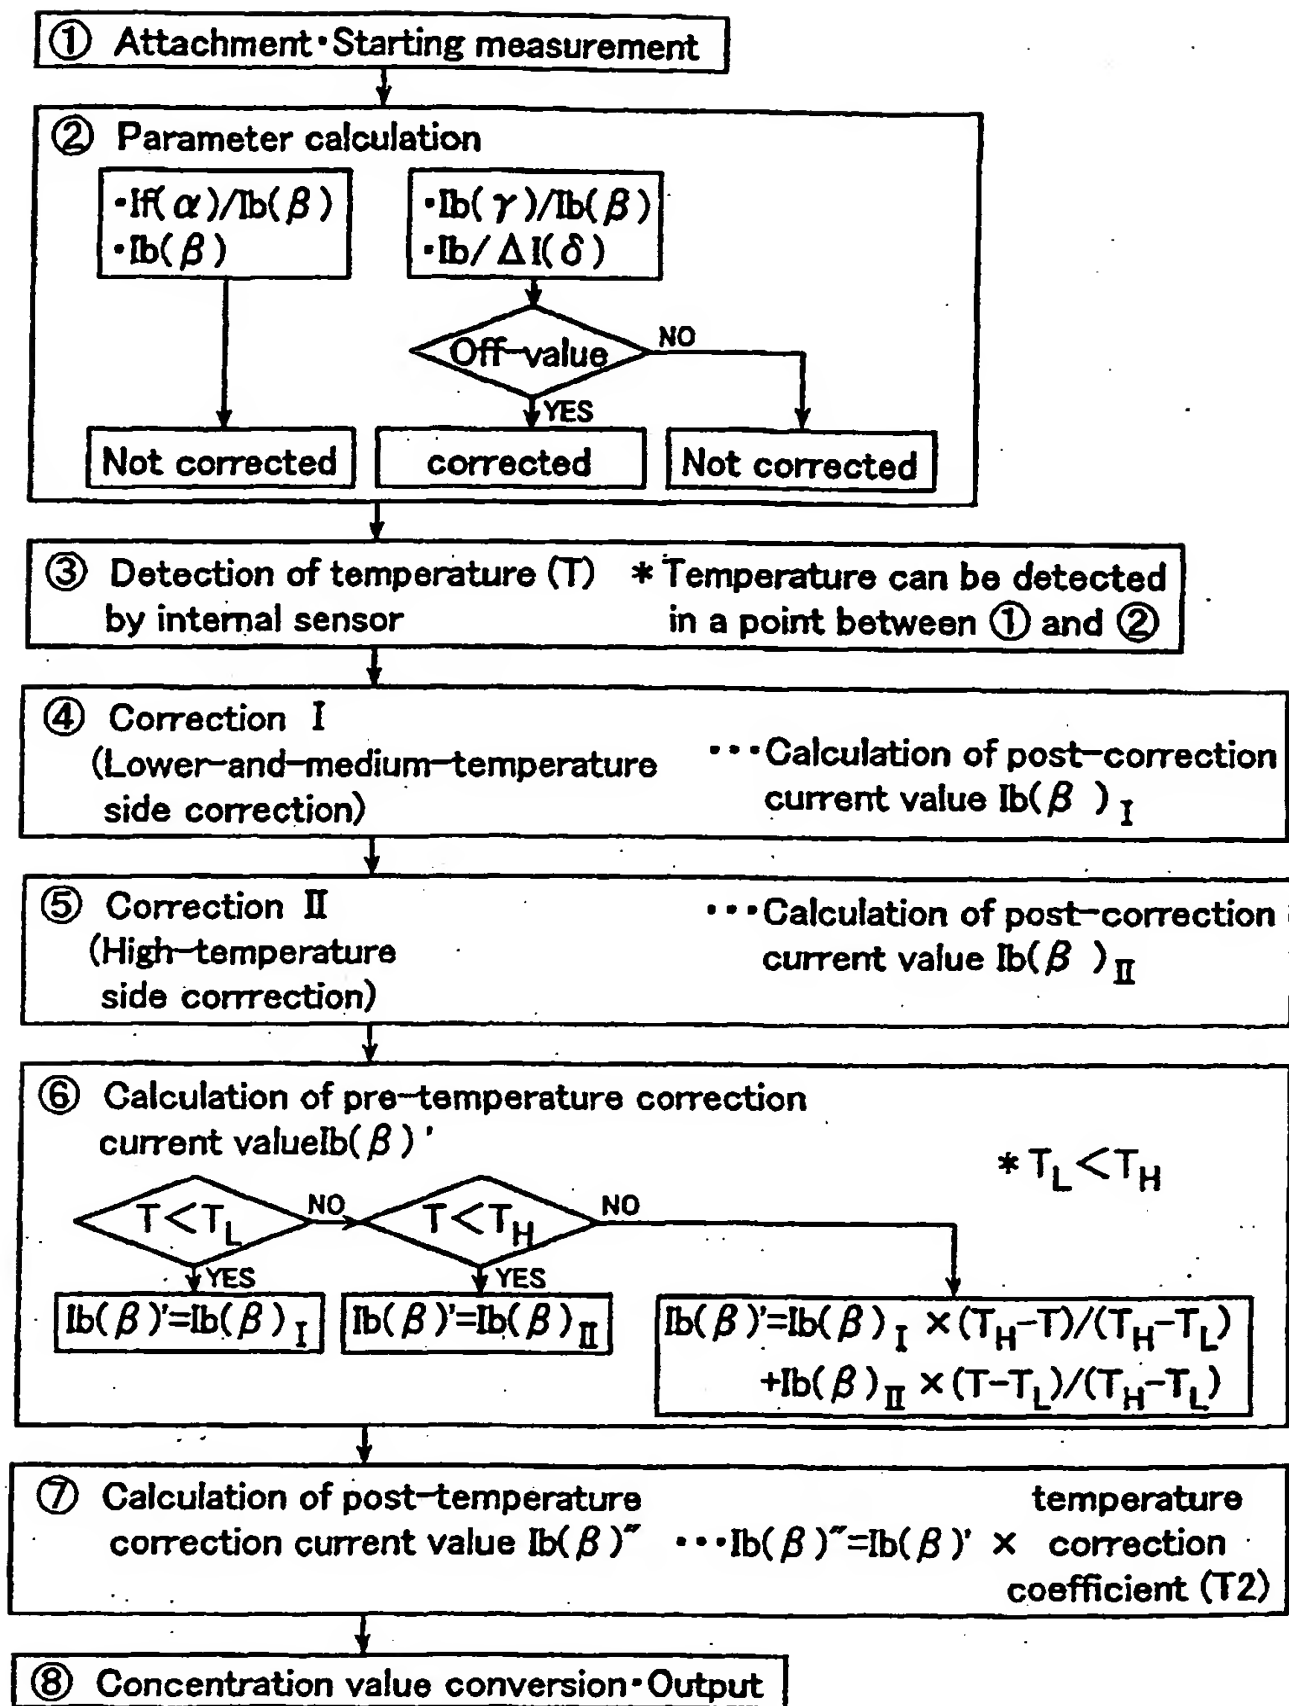 ① Attachment・Starting measurement
② Parameter calculation
・If(α)/Ib(β)
・Ib(β)
・Ib(γ)/Ib(β)
・Ib/ΔI(δ)
Off-value
NO
YES
Not corrected
corrected
Not corrected
③ Detection of temperature (T)
by internal sensor
* Temperature can be detected
in a point between ① and ②
④ Correction I
(Lower-and-medium-temperature
side correction)
・・・Calculation of post-correction
current value Ib(β)I
⑤ Correction II
(High-temperature
side corrrection)
・・・Calculation of post-correction
current value Ib(β)II
⑥ Calculation of pre-temperature correction
current valueIb(β)'
* TL<TH
T<TL
NO
T<TH
NO
YES
YES
Ib(β)'=Ib(β)I
Ib(β)'=Ib(β)II
Ib(β)'=Ib(β)I ×(TH-T)/(TH-TL)
+Ib(β)II ×(T-TL)/(TH-TL)
⑦ Calculation of post-temperature
correction current value Ib(β)″
・・・Ib(β)″=Ib(β)' ×
temperature
correction
coefficient (T2)
⑧ Concentration value conversion・Output